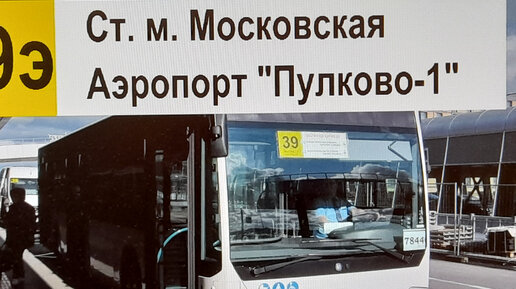 9э
Ст. м. Московская
Аэропорт "Пулково-1"
39
7844